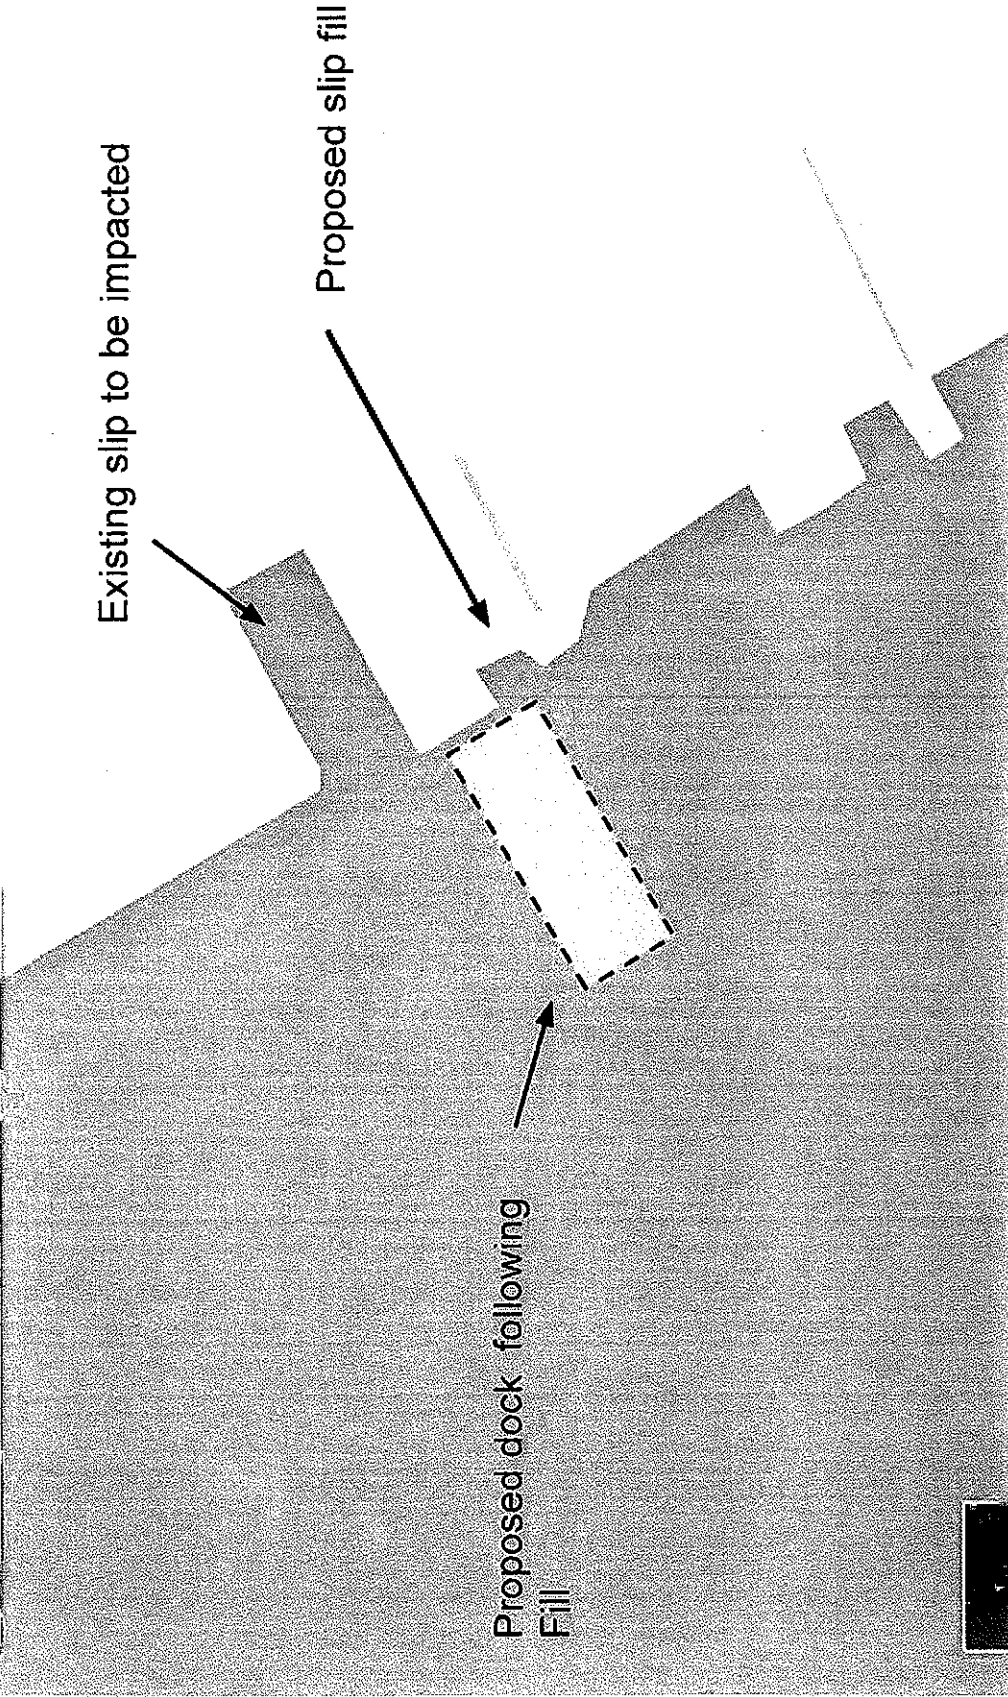 Existing slip to be impacted
Proposed slip fill
Proposed dock following
Fill